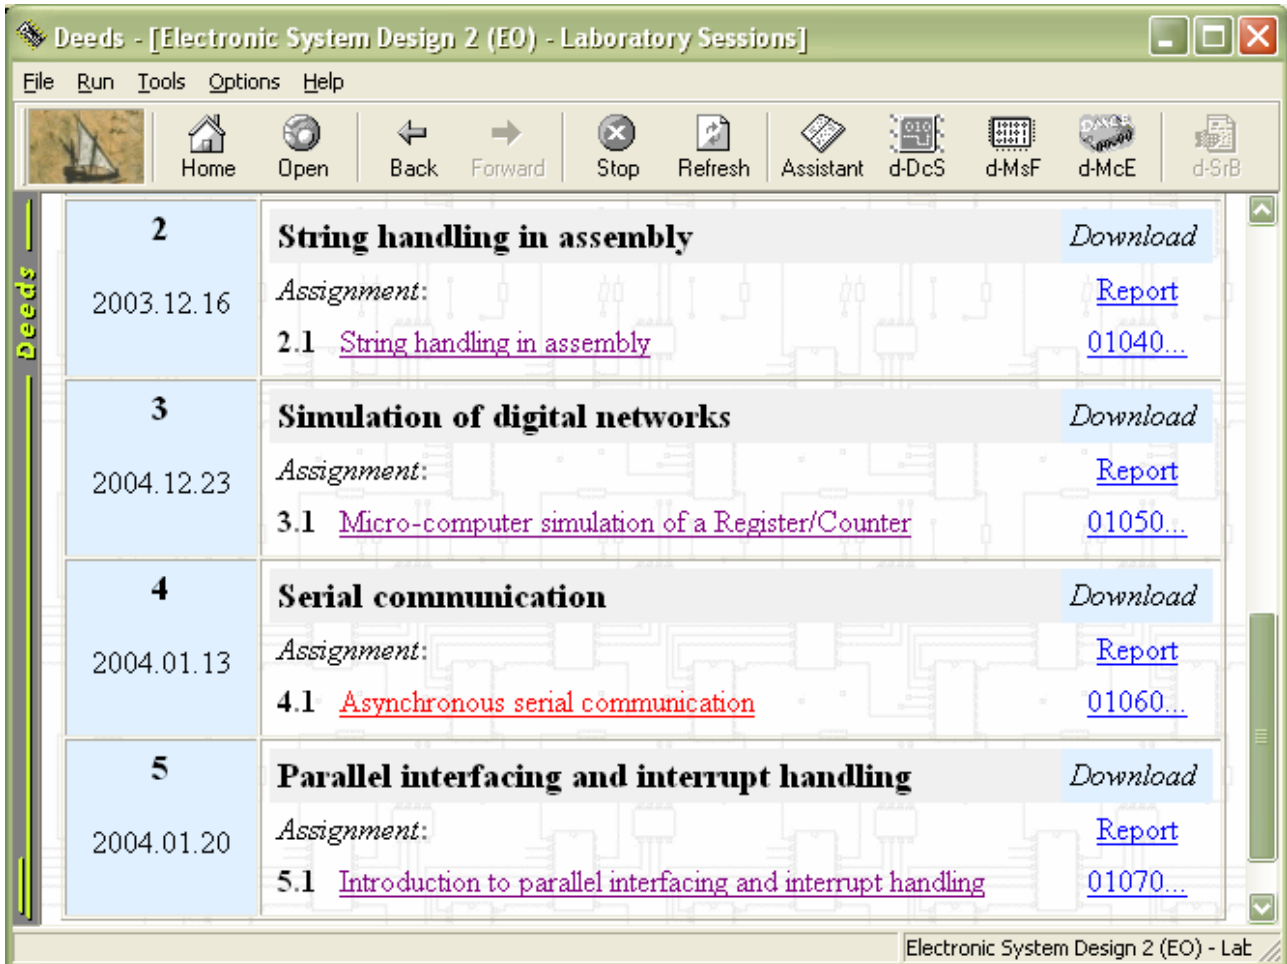 Deeds - [Electronic System Design 2 (EO) - Laboratory Sessions]
File Run Tools Options Help
Home Open Back Forward Stop Refresh Assistant d-DcS d-MsF d-McE d-SrB
Deeds
2 String handling in assembly Download
2003.12.16 Assignment: Report
2.1 String handling in assembly 01040...
3 Simulation of digital networks Download
2004.12.23 Assignment: Report
3.1 Micro-computer simulation of a Register/Counter 01050...
4 Serial communication Download
2004.01.13 Assignment: Report
4.1 Asynchronous serial communication 01060...
5 Parallel interfacing and interrupt handling Download
2004.01.20 Assignment: Report
5.1 Introduction to parallel interfacing and interrupt handling 01070...
Electronic System Design 2 (EO) - Lab